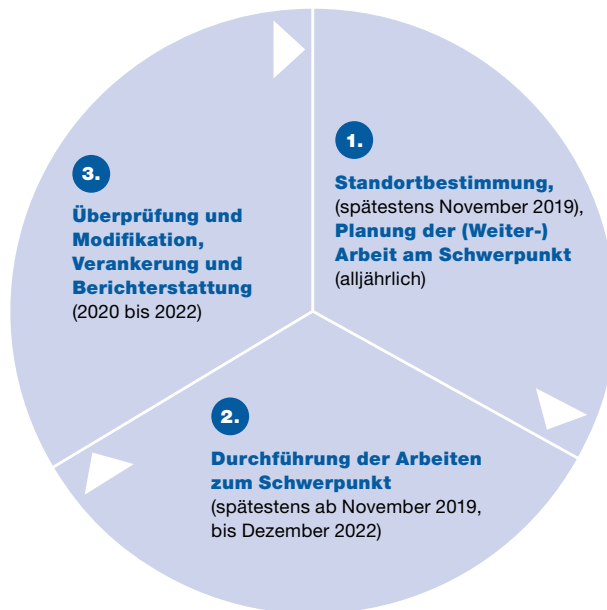 1.
Standortbestimmung,
(spätestens November 2019),
Planung der (Weiter-)
Arbeit am Schwerpunkt
(alljährlich)
2.
Durchführung der Arbeiten
zum Schwerpunkt
(spätestens ab November 2019,
bis Dezember 2022)
3.
Überprüfung und
Modifikation,
Verankerung und
Berichterstattung
(2020 bis 2022)